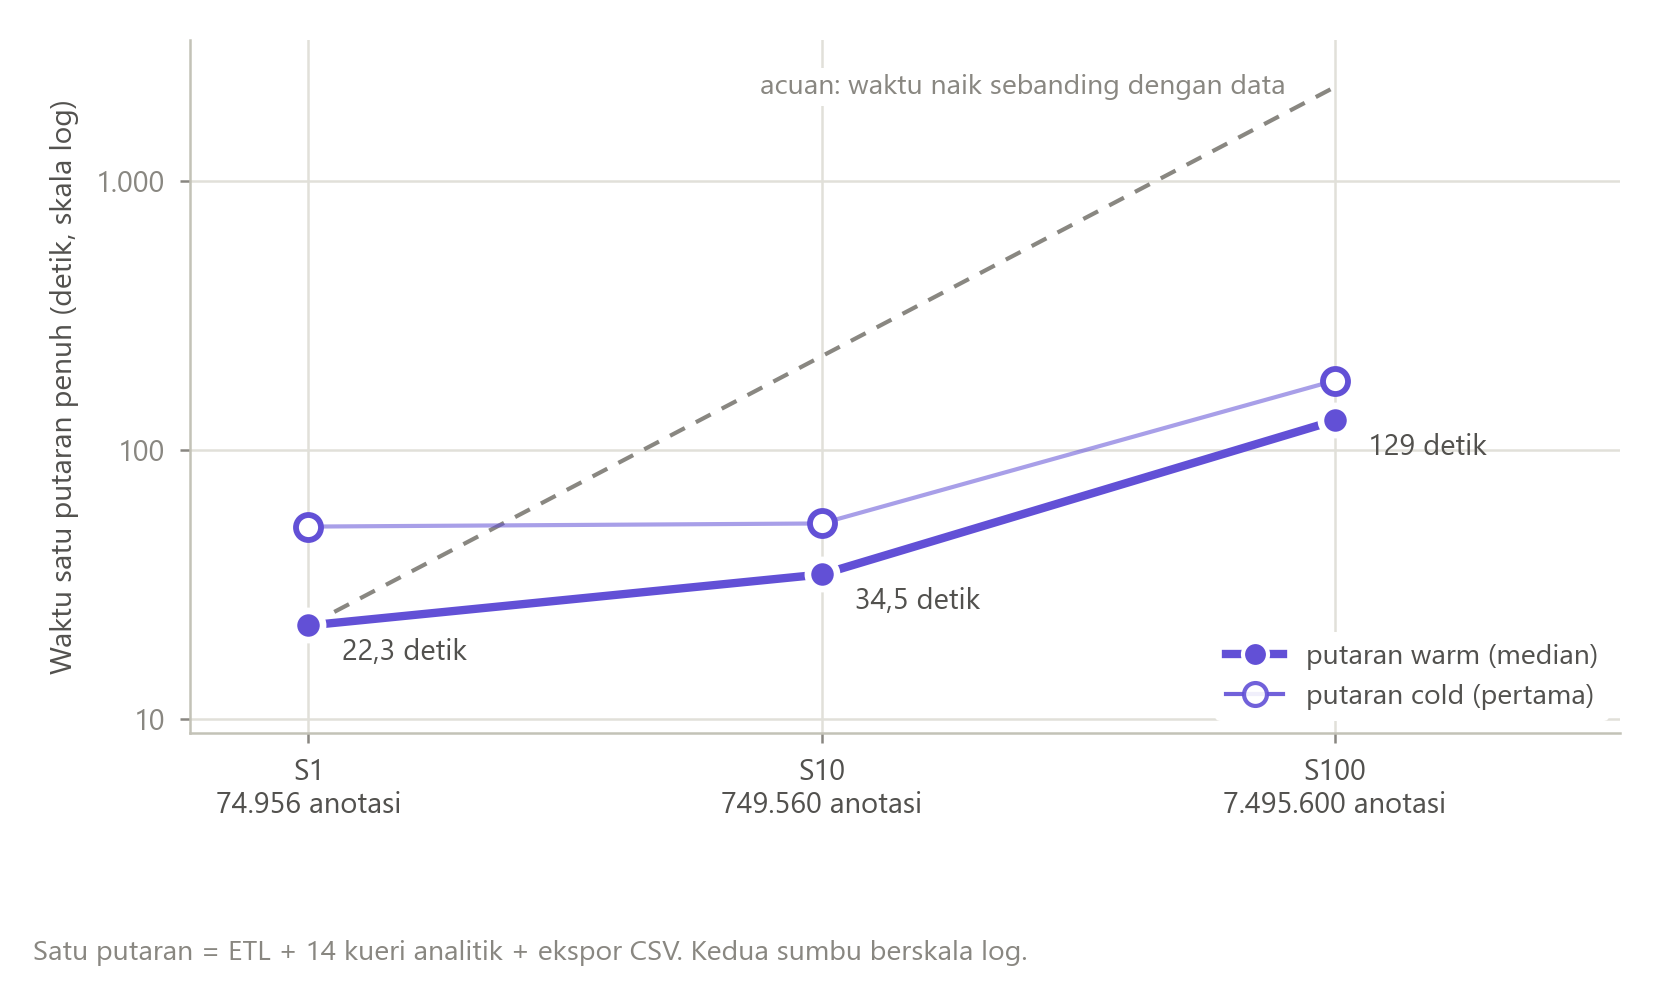 acuan: waktu naik sebanding dengan data
Waktu satu putaran penuh (detik, skala log)
1.000
100
10
129 detik
34,5 detik
22,3 detik
putaran warm (median)
putaran cold (pertama)
S1
74.956 anotasi
S10
749.560 anotasi
S100
7.495.600 anotasi
Satu putaran = ETL + 14 kueri analitik + ekspor CSV. Kedua sumbu berskala log.